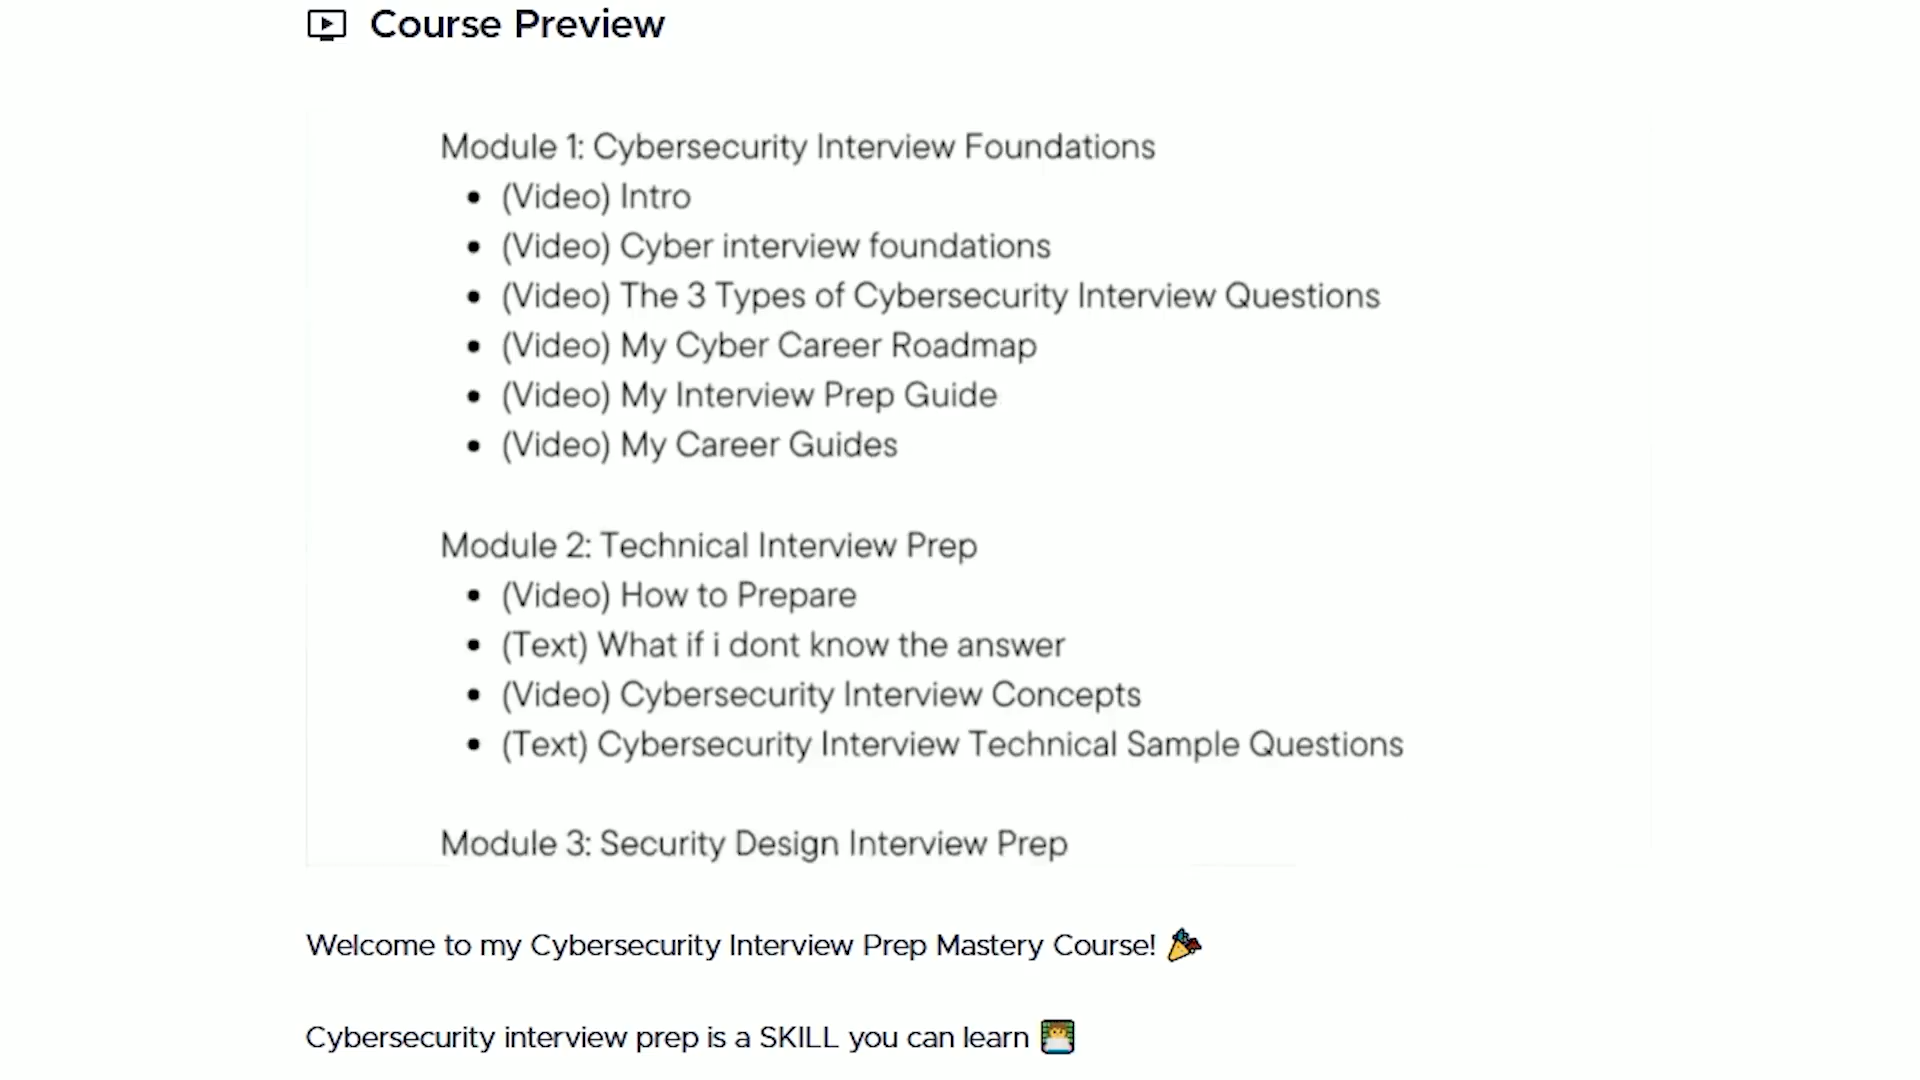 Course Preview
Module 1: Cybersecurity Interview Foundations
• (Video) Intro
• (Video) Cyber interview foundations
• (Video) The 3 Types of Cybersecurity Interview Questions
• (Video) My Cyber Career Roadmap
• (Video) My Interview Prep Guide
• (Video) My Career Guides
Module 2: Technical Interview Prep
• (Video) How to Prepare
• (Text) What if i dont know the answer
• (Video) Cybersecurity Interview Concepts
• (Text) Cybersecurity Interview Technical Sample Questions
Module 3: Security Design Interview Prep
Welcome to my Cybersecurity Interview Prep Mastery Course! 🎉
Cybersecurity interview prep is a SKILL you can learn 👨‍💻